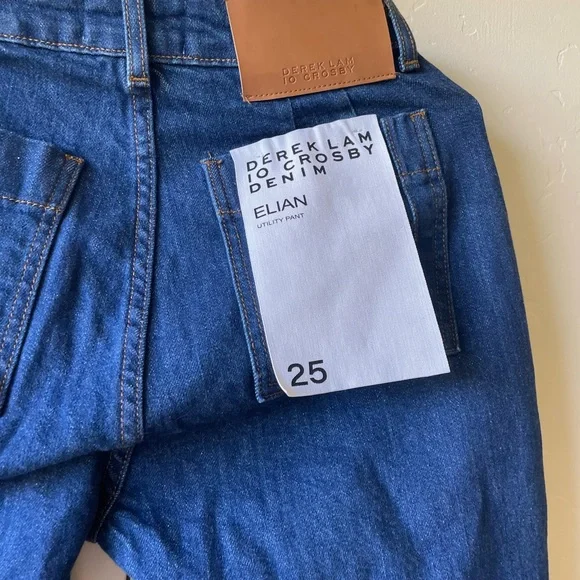 DEREK LAM
10 CROSBY
DEREK LAM
10 CROSBY
DENIM
ELIAN
UTILITY PANT
25